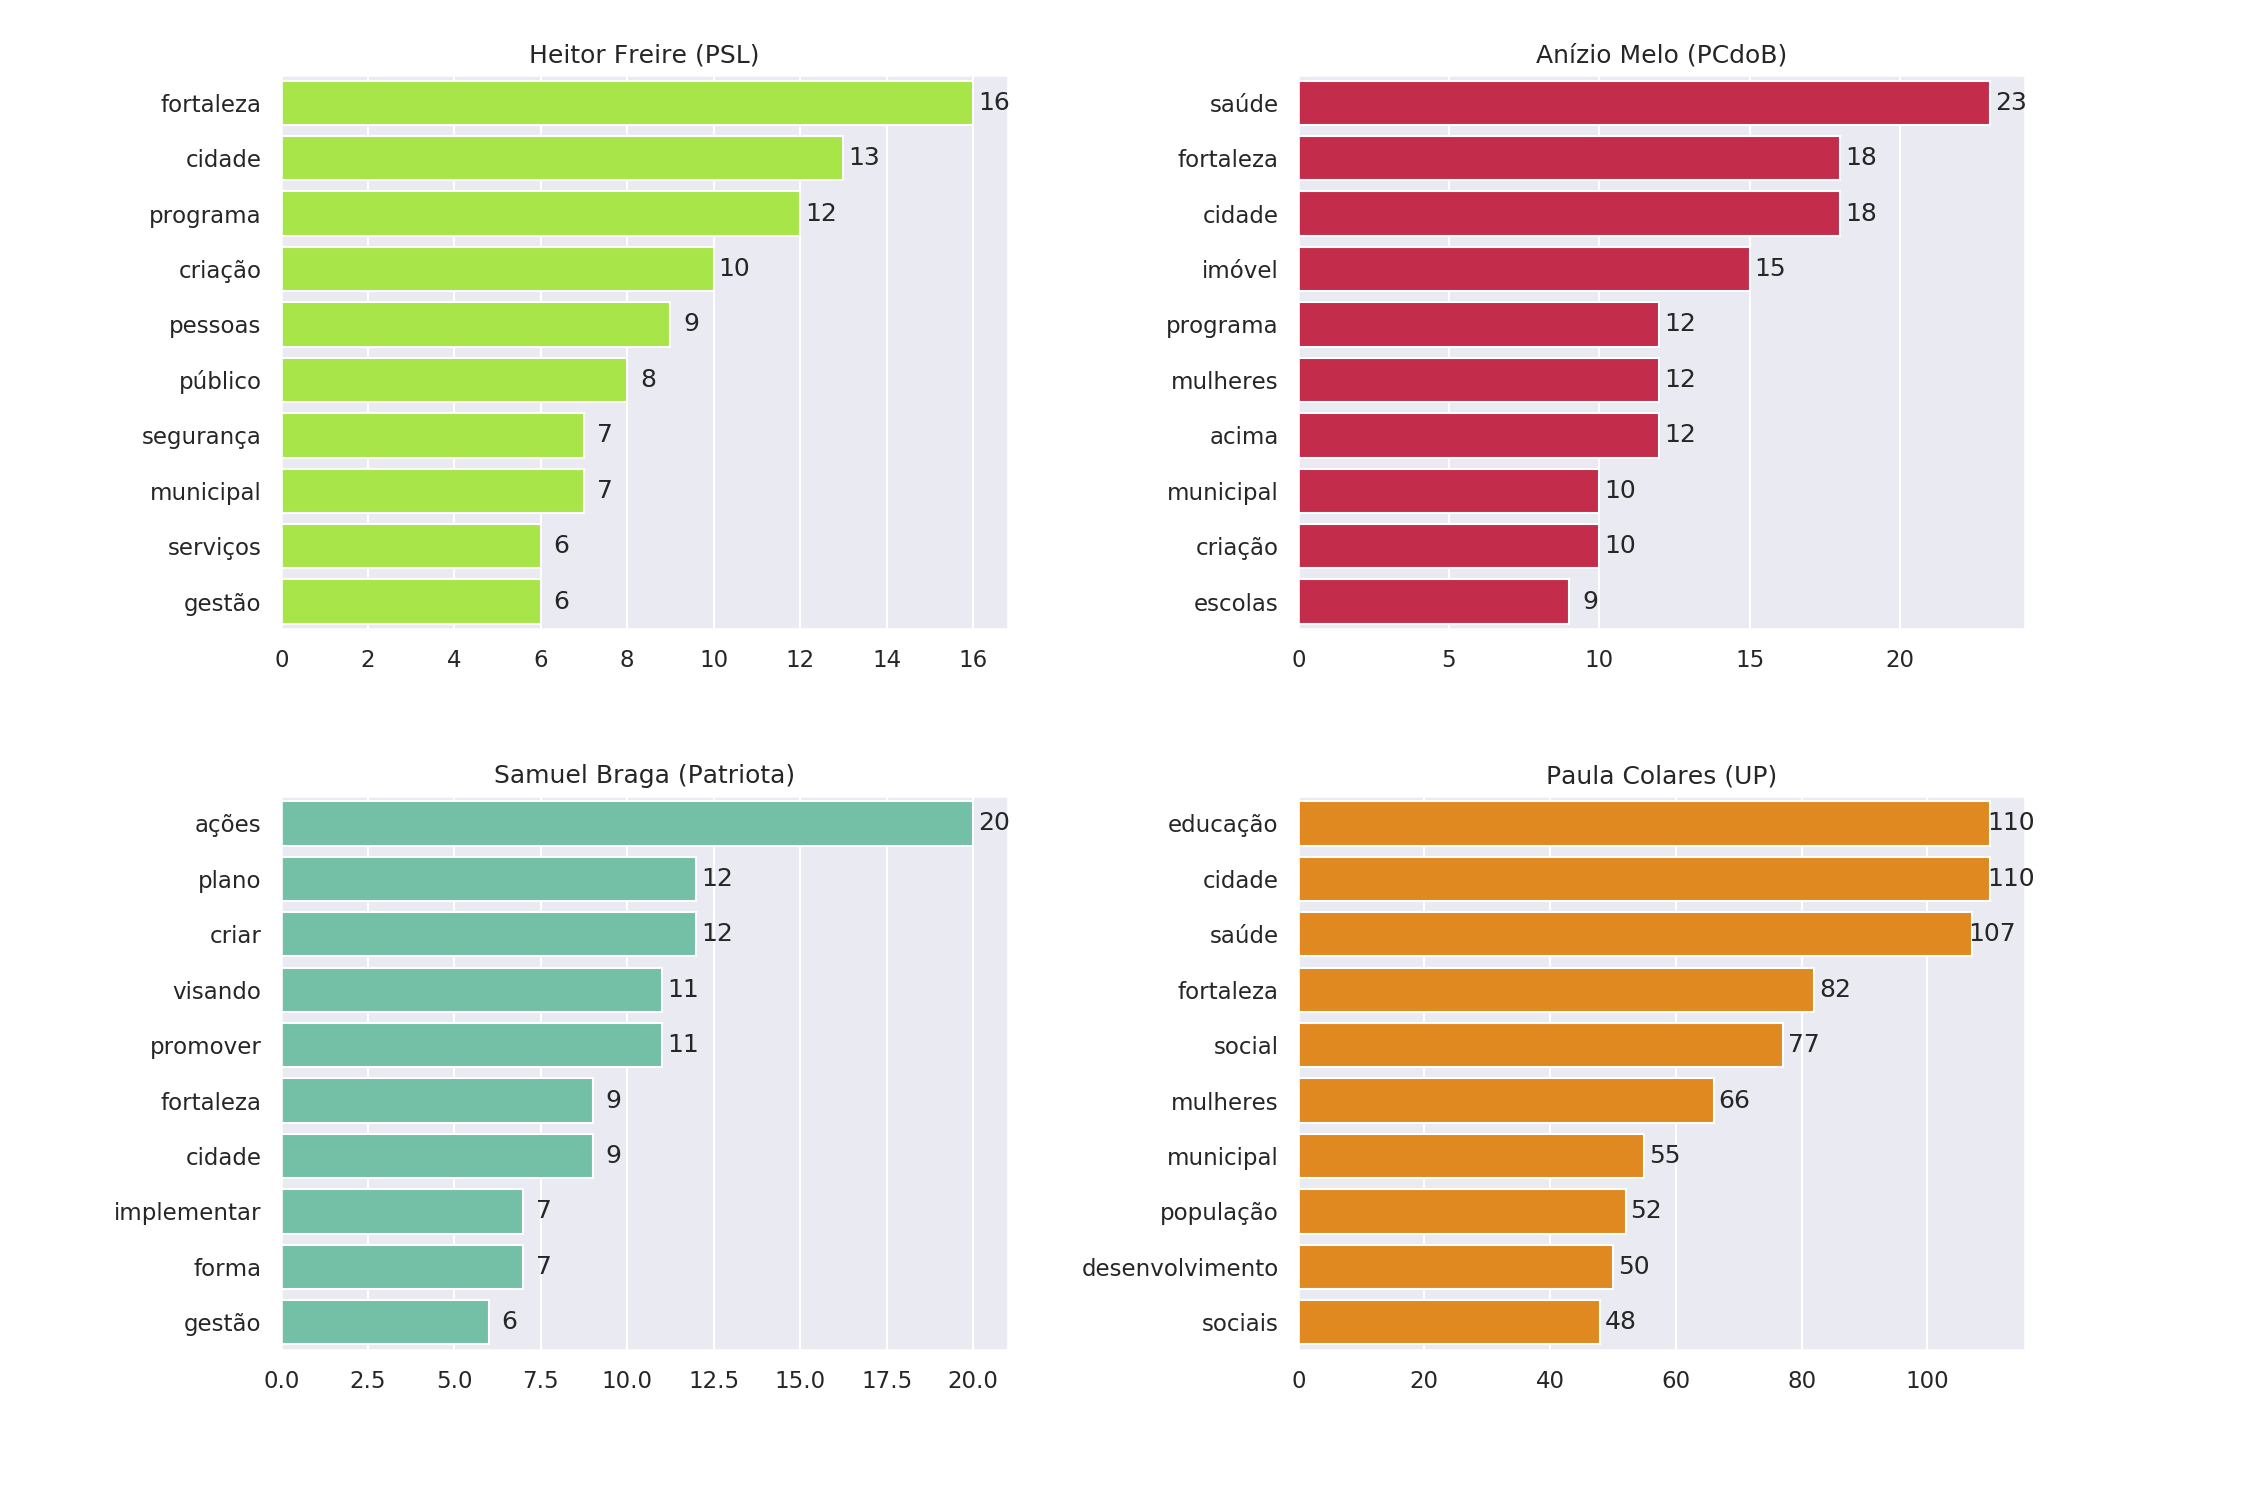 Heitor Freire (PSL)
fortaleza 16
cidade 13
programa 12
criação 10
pessoas 9
público 8
segurança 7
municipal 7
serviços 6
gestão 6
0 2 4 6 8 10 12 14 16
Anízio Melo (PCdoB)
saúde 23
fortaleza 18
cidade 18
imóvel 15
programa 12
mulheres 12
acima 12
municipal 10
criação 10
escolas 9
0 5 10 15 20
Samuel Braga (Patriota)
ações 20
plano 12
criar 12
visando 11
promover 11
fortaleza 9
cidade 9
implementar 7
forma 7
gestão 6
0.0 2.5 5.0 7.5 10.0 12.5 15.0 17.5 20.0
Paula Colares (UP)
educação 110
cidade 110
saúde 107
fortaleza 82
social 77
mulheres 66
municipal 55
população 52
desenvolvimento 50
sociais 48
0 20 40 60 80 100